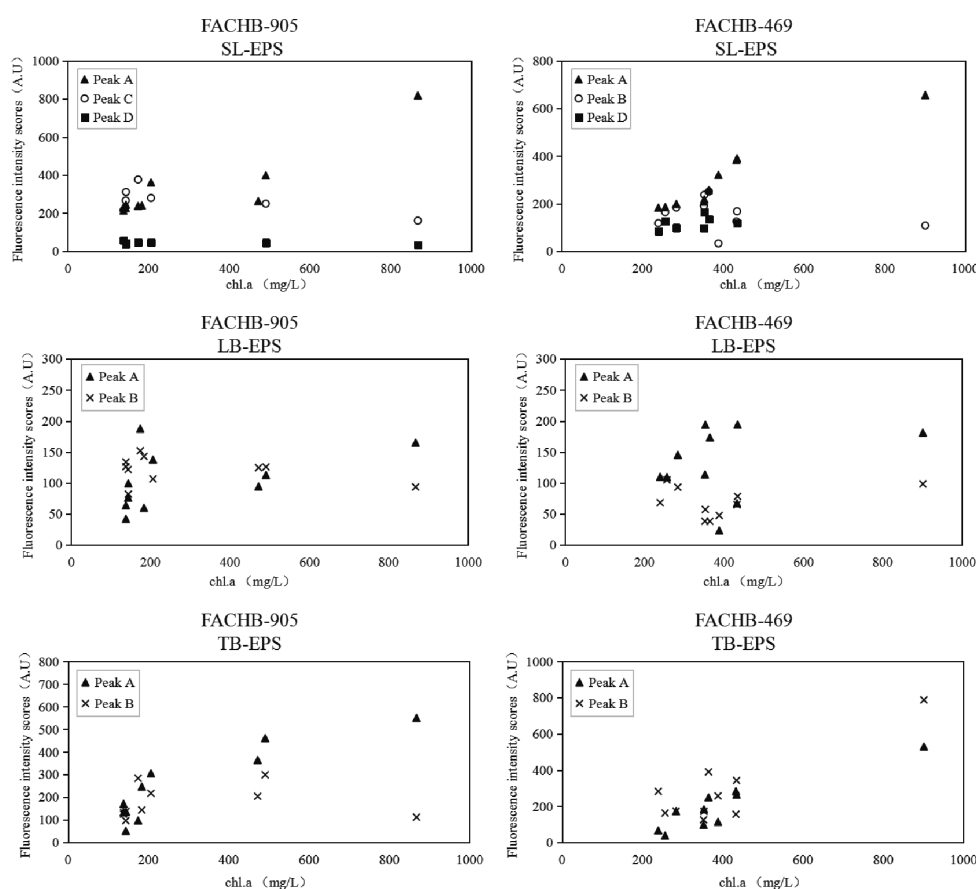 FACHB-905
SL-EPS
Fluorescence intensity scores（A.U）
1000
800
600
400
200
0
Peak A
Peak C
Peak D
0 200 400 600 800 1000
chl.a （mg/L）
FACHB-469
SL-EPS
Fluorescence intensity scores（A.U）
800
600
400
200
0
Peak A
Peak B
Peak D
0 200 400 600 800 1000
chl.a （mg/L）
FACHB-905
LB-EPS
Fluorescence intensity scores（A.U）
300
250
200
150
100
50
0
Peak A
Peak B
0 200 400 600 800 1000
chl.a （mg/L）
FACHB-469
LB-EPS
Fluorescence intensity scores（A.U）
300
250
200
150
100
50
0
Peak A
Peak B
0 200 400 600 800 1000
chl.a （mg/L）
FACHB-905
TB-EPS
Fluorescence intensity scores（A.U）
800
700
600
500
400
300
200
100
0
Peak A
Peak B
0 200 400 600 800 1000
chl.a （mg/L）
FACHB-469
TB-EPS
Fluorescence intensity scores（A.U）
1000
800
600
400
200
0
Peak A
Peak B
0 200 400 600 800 1000
chl.a （mg/L）